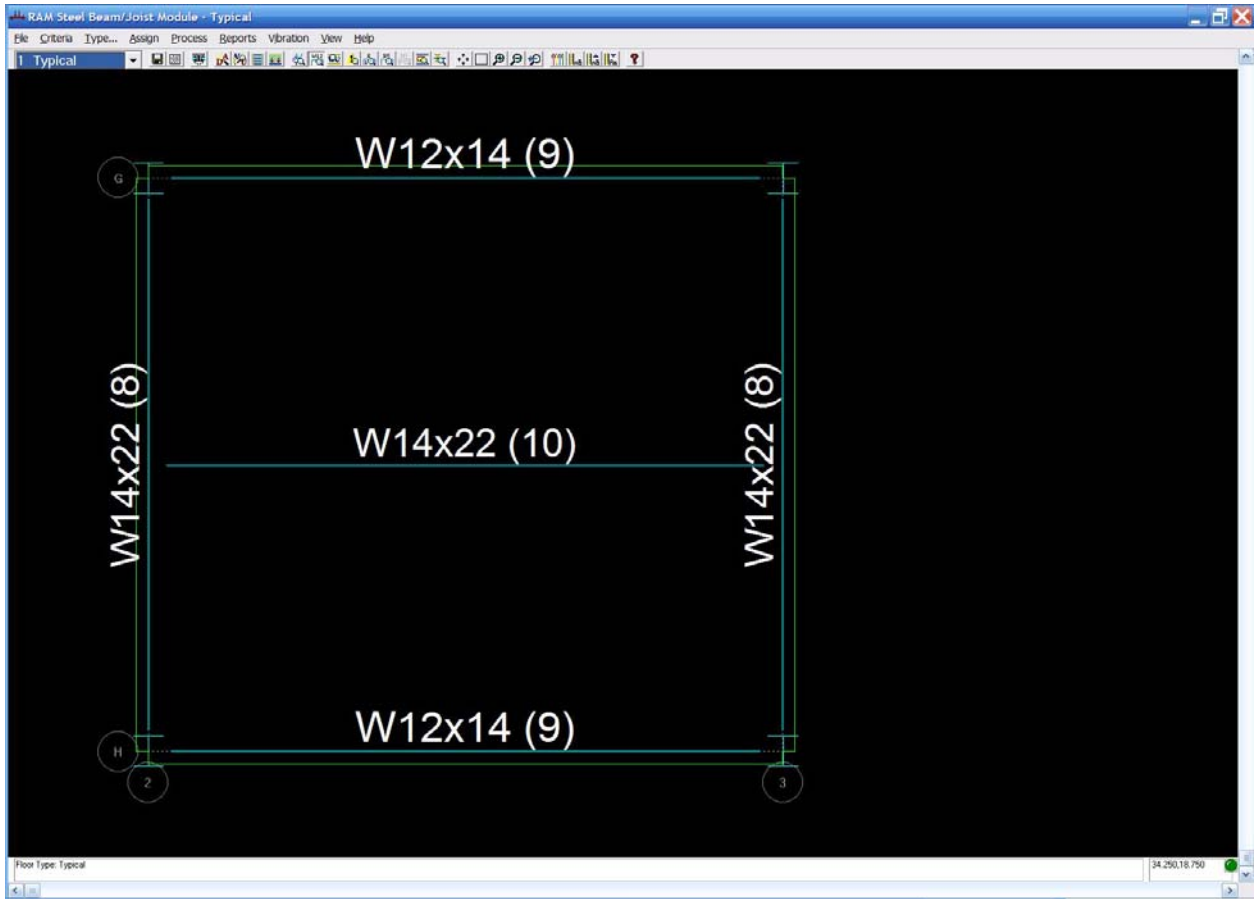 RAM Steel Beam/Joist Module - Typical
File Criteria Type... Assign Process Reports Vibration View Help
1 Typical
W12x14 (9)
G
W14x22 (8)
W14x22 (10)
W14x22 (8)
W12x14 (9)
H
2
3
Floor Type: Typical
34.250,18.750